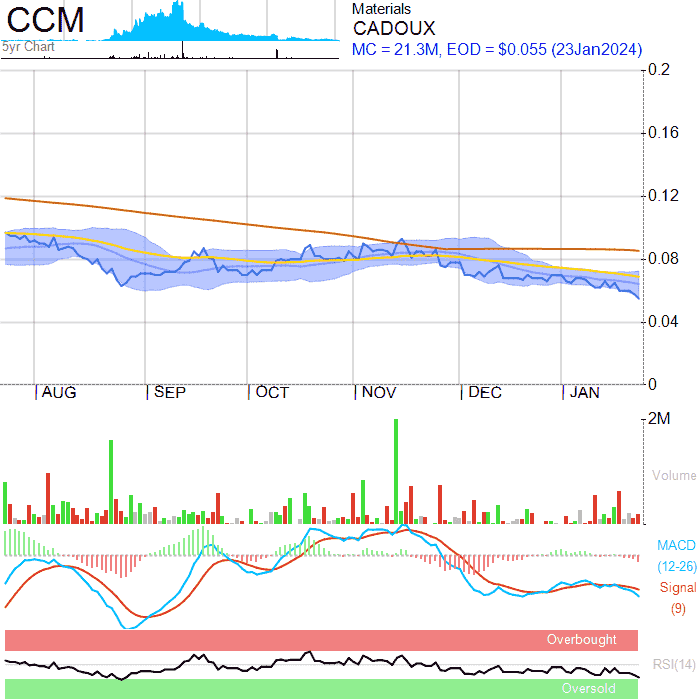 CCM
5yr Chart
Materials
CADOUX
MC = 21.3M, EOD = $0.055 (23Jan2024)
0.2
0.16
0.12
0.08
0.04
0
AUG SEP OCT NOV DEC JAN
2M
Volume
MACD
(12-26)
Signal
(9)
Overbought
RSI(14)
Oversold